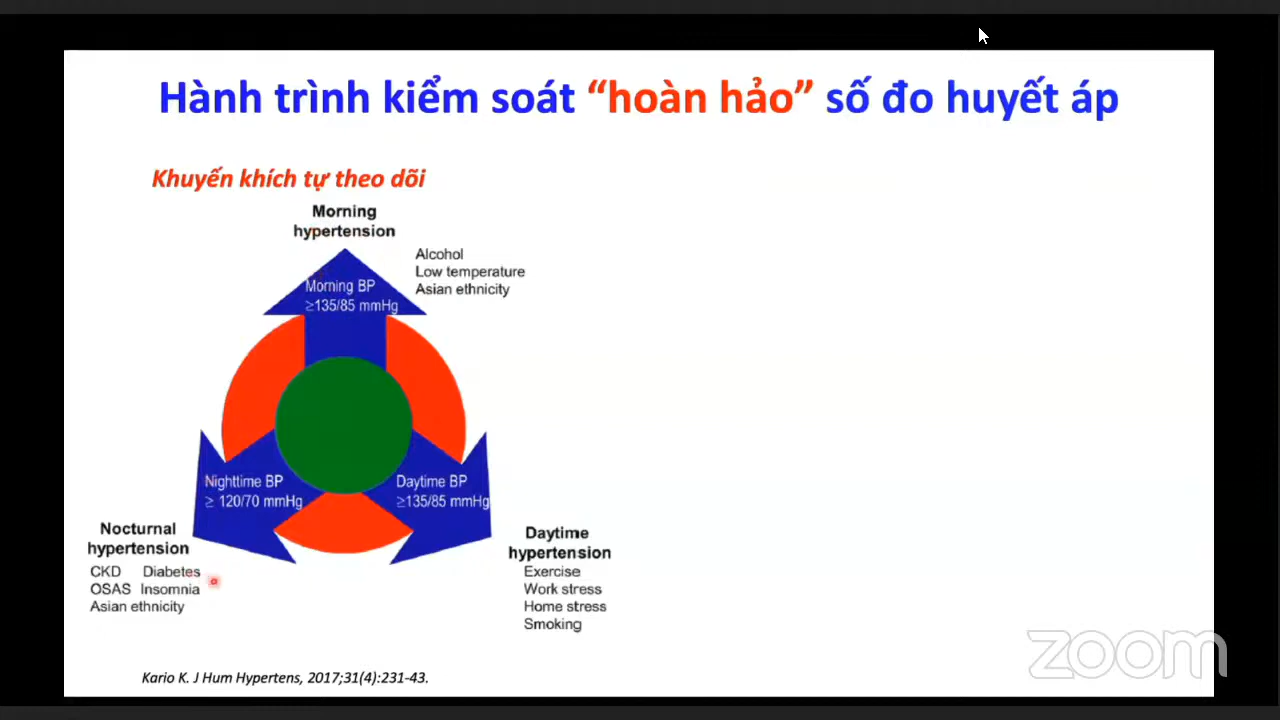 Hành trình kiểm soát “hoàn hảo” số đo huyết áp
Khuyến khích tự theo dõi
Morning
hypertension
Alcohol
Low temperature
Asian ethnicity
Morning BP
≥135/85 mmHg
Nighttime BP
≥ 120/70 mmHg
Daytime BP
≥135/85 mmHg
Nocturnal
hypertension
CKD Diabetes
OSAS Insomnia
Asian ethnicity
Daytime
hypertension
Exercise
Work stress
Home stress
Smoking
Kario K. J Hum Hypertens, 2017;31(4):231-43.
zoom